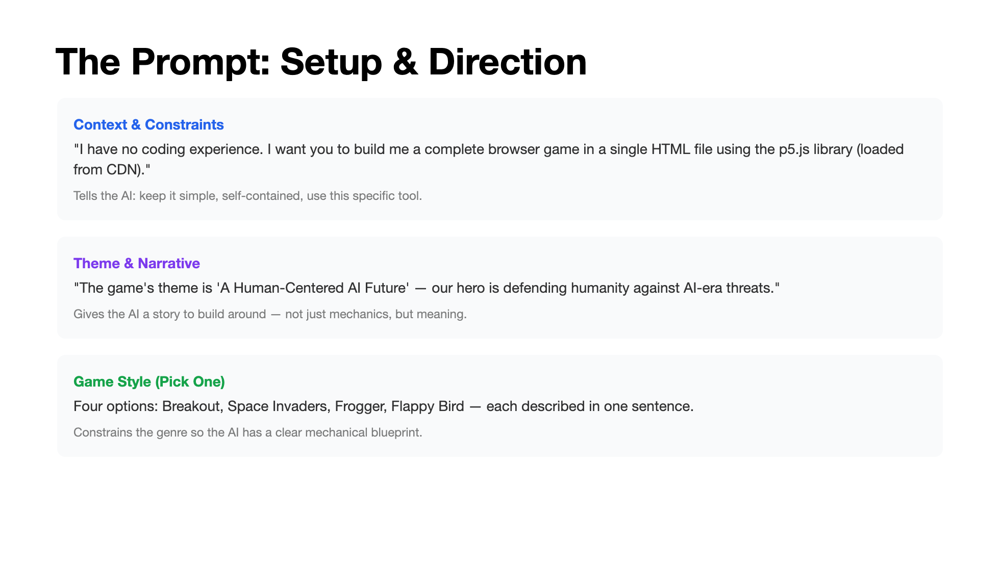 The Prompt: Setup & Direction
Context & Constraints
"I have no coding experience. I want you to build me a complete browser game in a single HTML file using the p5.js library (loaded
from CDN)."
Tells the AI: keep it simple, self-contained, use this specific tool.
Theme & Narrative
"The game's theme is 'A Human-Centered AI Future' — our hero is defending humanity against AI-era threats."
Gives the AI a story to build around — not just mechanics, but meaning.
Game Style (Pick One)
Four options: Breakout, Space Invaders, Frogger, Flappy Bird — each described in one sentence.
Constrains the genre so the AI has a clear mechanical blueprint.